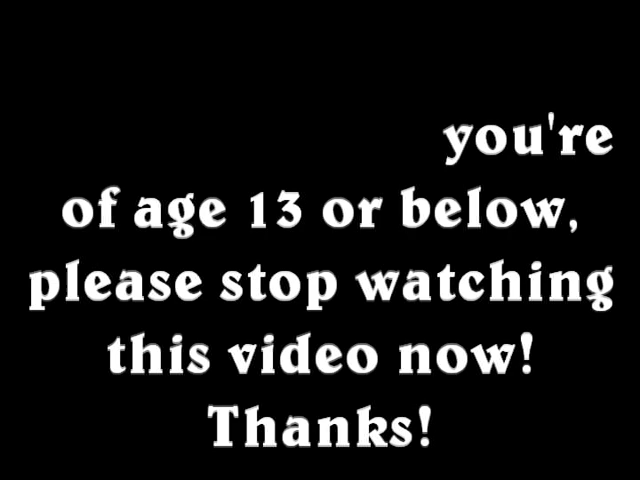 you're
of age 13 or below,
please stop watching
this video now!
Thanks!